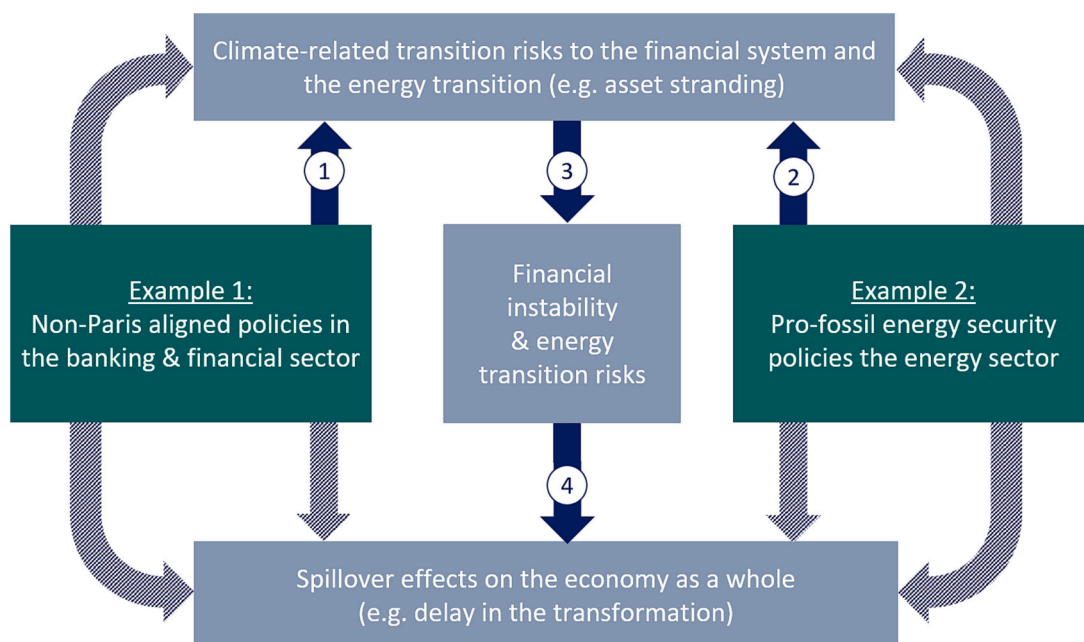 Climate-related transition risks to the financial system and
the energy transition (e.g. asset stranding)
1
3
2
Example 1:
Non-Paris aligned policies in
the banking & financial sector
Financial
instability
& energy
transition risks
Example 2:
Pro-fossil energy security
policies the energy sector
4
Spillover effects on the economy as a whole
(e.g. delay in the transformation)